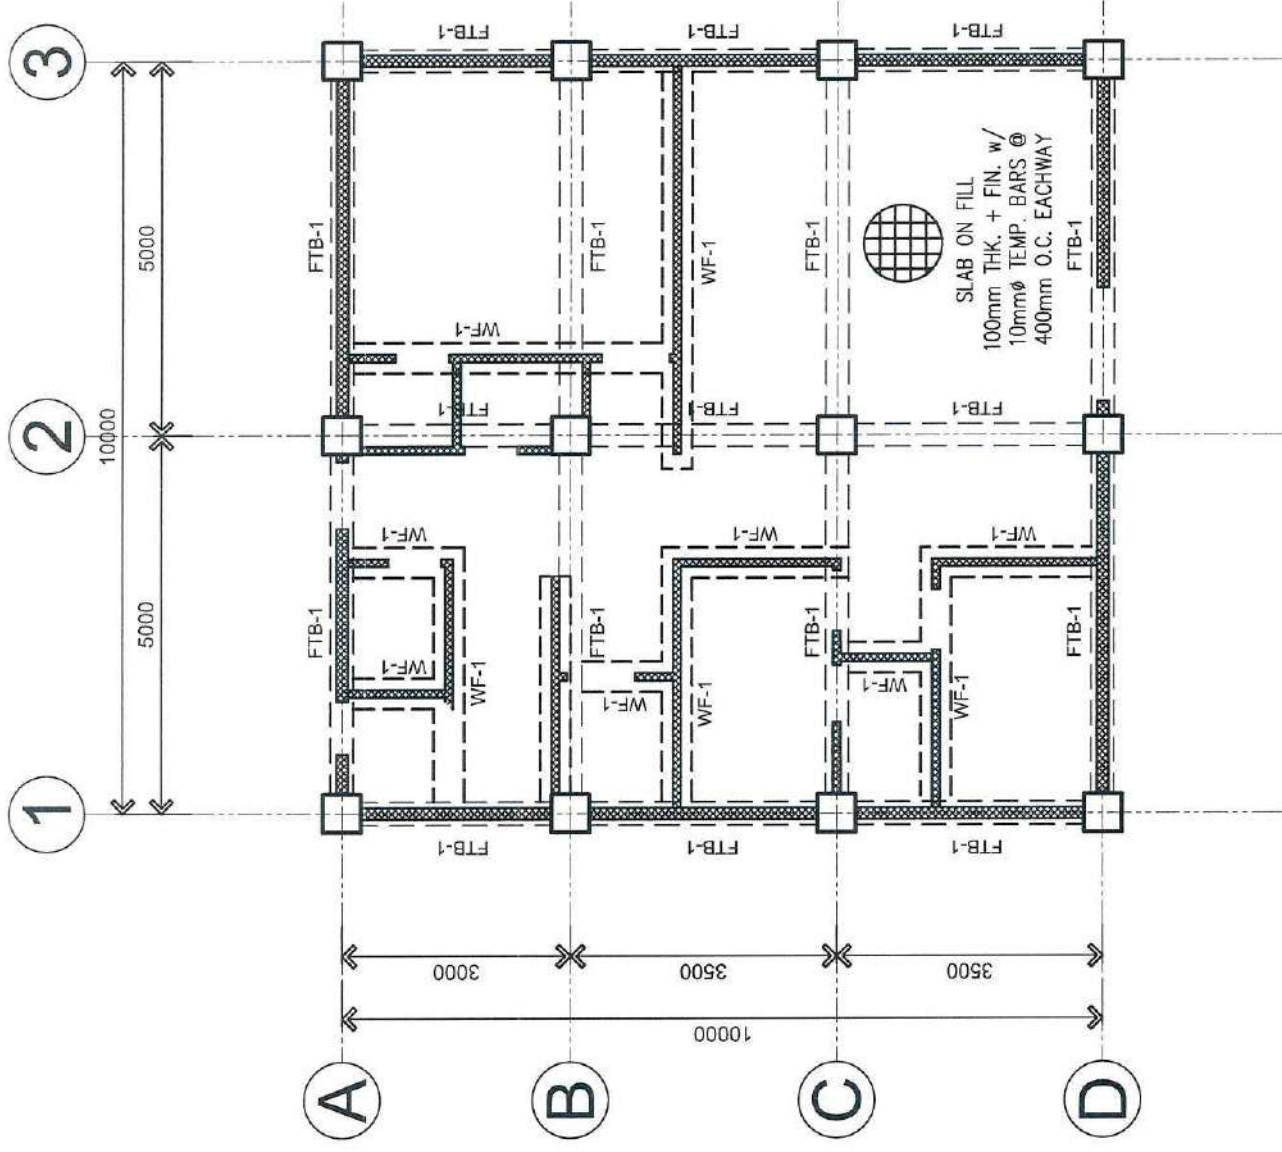 3
2
1
10000
5000
5000
FTB-1
FTB-1
FTB-1
FTB-1
FTB-1
FTB-1
FTB-1
FTB-1
WF-1
WF-1
FTB-1
FTB-1
FTB-1
SLAB ON FILL
100mm THK. + FIN. w/
10mmø TEMP. BARS @
400mm O.C. EACHWAY
FTB-1
WF-1
WF-1
WF-1
WF-1
WF-1
WF-1
WF-1
WF-1
WF-1
FTB-1
FTB-1
FTB-1
FTB-1
FTB-1
FTB-1
3000
3500
3500
10000
A
B
C
D